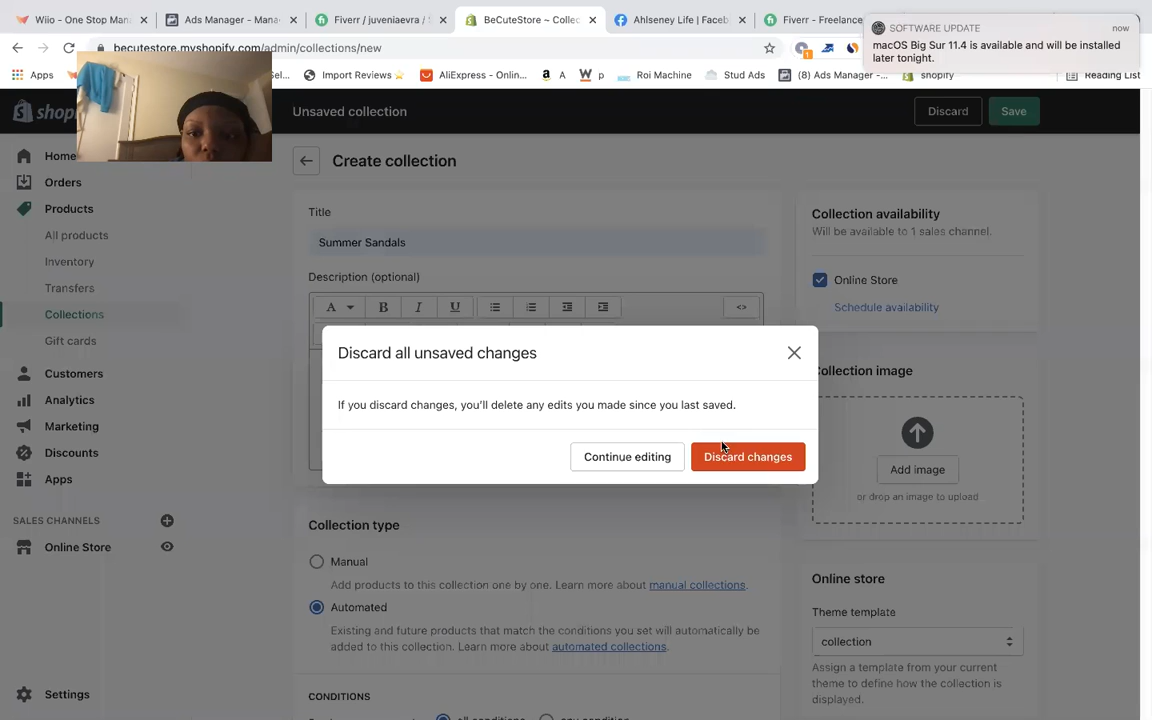 Wiio - One Stop Man
Ads Manager - Mana
Fiverr / juveniaevra / S
BeCuteStore ~ Collec
Ahlseney Life | Faceb
Fiverr - Freelance
SOFTWARE UPDATE
now
macOS Big Sur 11.4 is available and will be installed
later tonight.
becutestore.myshopify.com/admin/collections/new
1
Apps
Sel...
Import Reviews
AliExpress - Onlin...
a
A
W
p
Roi Machine
Stud Ads
(8) Ads Manager -...
shopify
Reading List
Unsaved collection
Discard
Save
Home
Orders
Products
All products
Inventory
Transfers
Collections
Gift cards
Customers
Analytics
Marketing
Discounts
Apps
SALES CHANNELS
Online Store
Settings
Create collection
Title
Summer Sandals
Description (optional)
A
B
I
U
<>
Discard all unsaved changes
If you discard changes, you'll delete any edits you made since you last saved.
Continue editing
Discard changes
Collection type
Manual
Add products to this collection one by one. Learn more about manual collections.
Automated
Existing and future products that match the conditions you set will automatically be
added to this collection. Learn more about automated collections.
CONDITIONS
all conditions
any condition
Collection availability
Will be available to 1 sales channel.
Online Store
Schedule availability
Collection image
Add image
or drop an image to upload
Online store
Theme template
collection
Assign a template from your current
theme to define how the collection is
displayed.